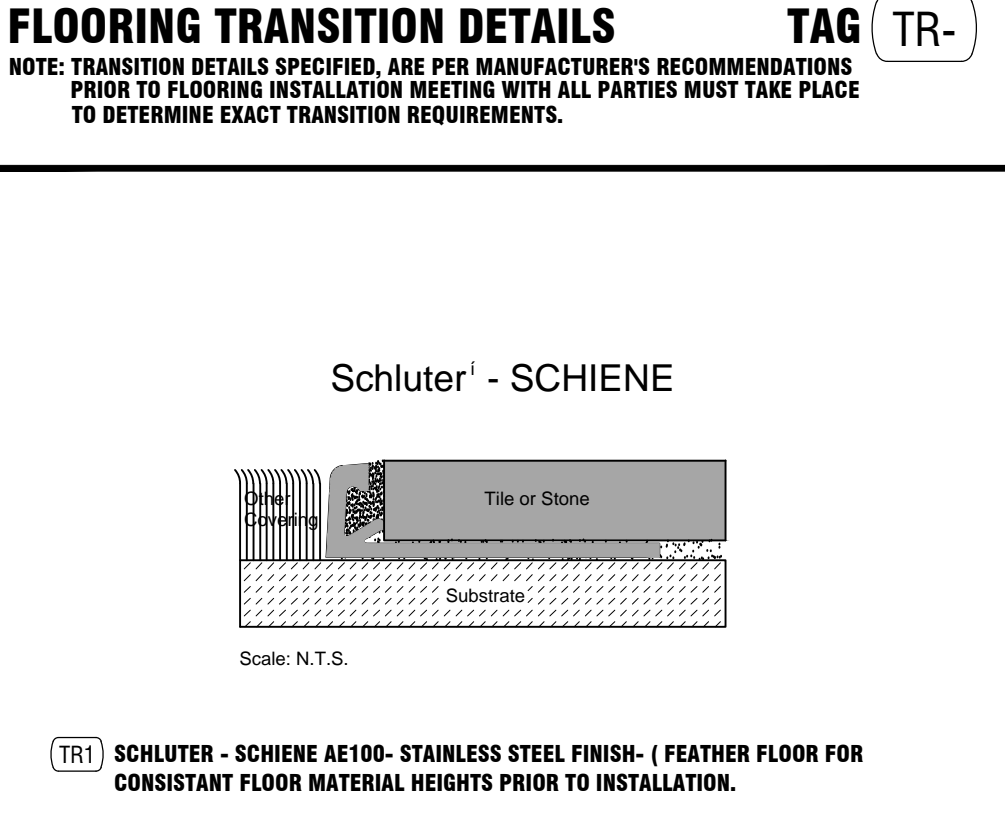 FLOORING TRANSITION DETAILS TAG TR-
NOTE: TRANSITION DETAILS SPECIFIED, ARE PER MANUFACTURER'S RECOMMENDATIONS
PRIOR TO FLOORING INSTALLATION MEETING WITH ALL PARTIES MUST TAKE PLACE
TO DETERMINE EXACT TRANSITION REQUIREMENTS.
Schluterí - SCHIENE
Other
Covering
Tile or Stone
Substrate
Scale: N.T.S.
TR1 SCHLUTER - SCHIENE AE100- STAINLESS STEEL FINISH- ( FEATHER FLOOR FOR
CONSISTANT FLOOR MATERIAL HEIGHTS PRIOR TO INSTALLATION.